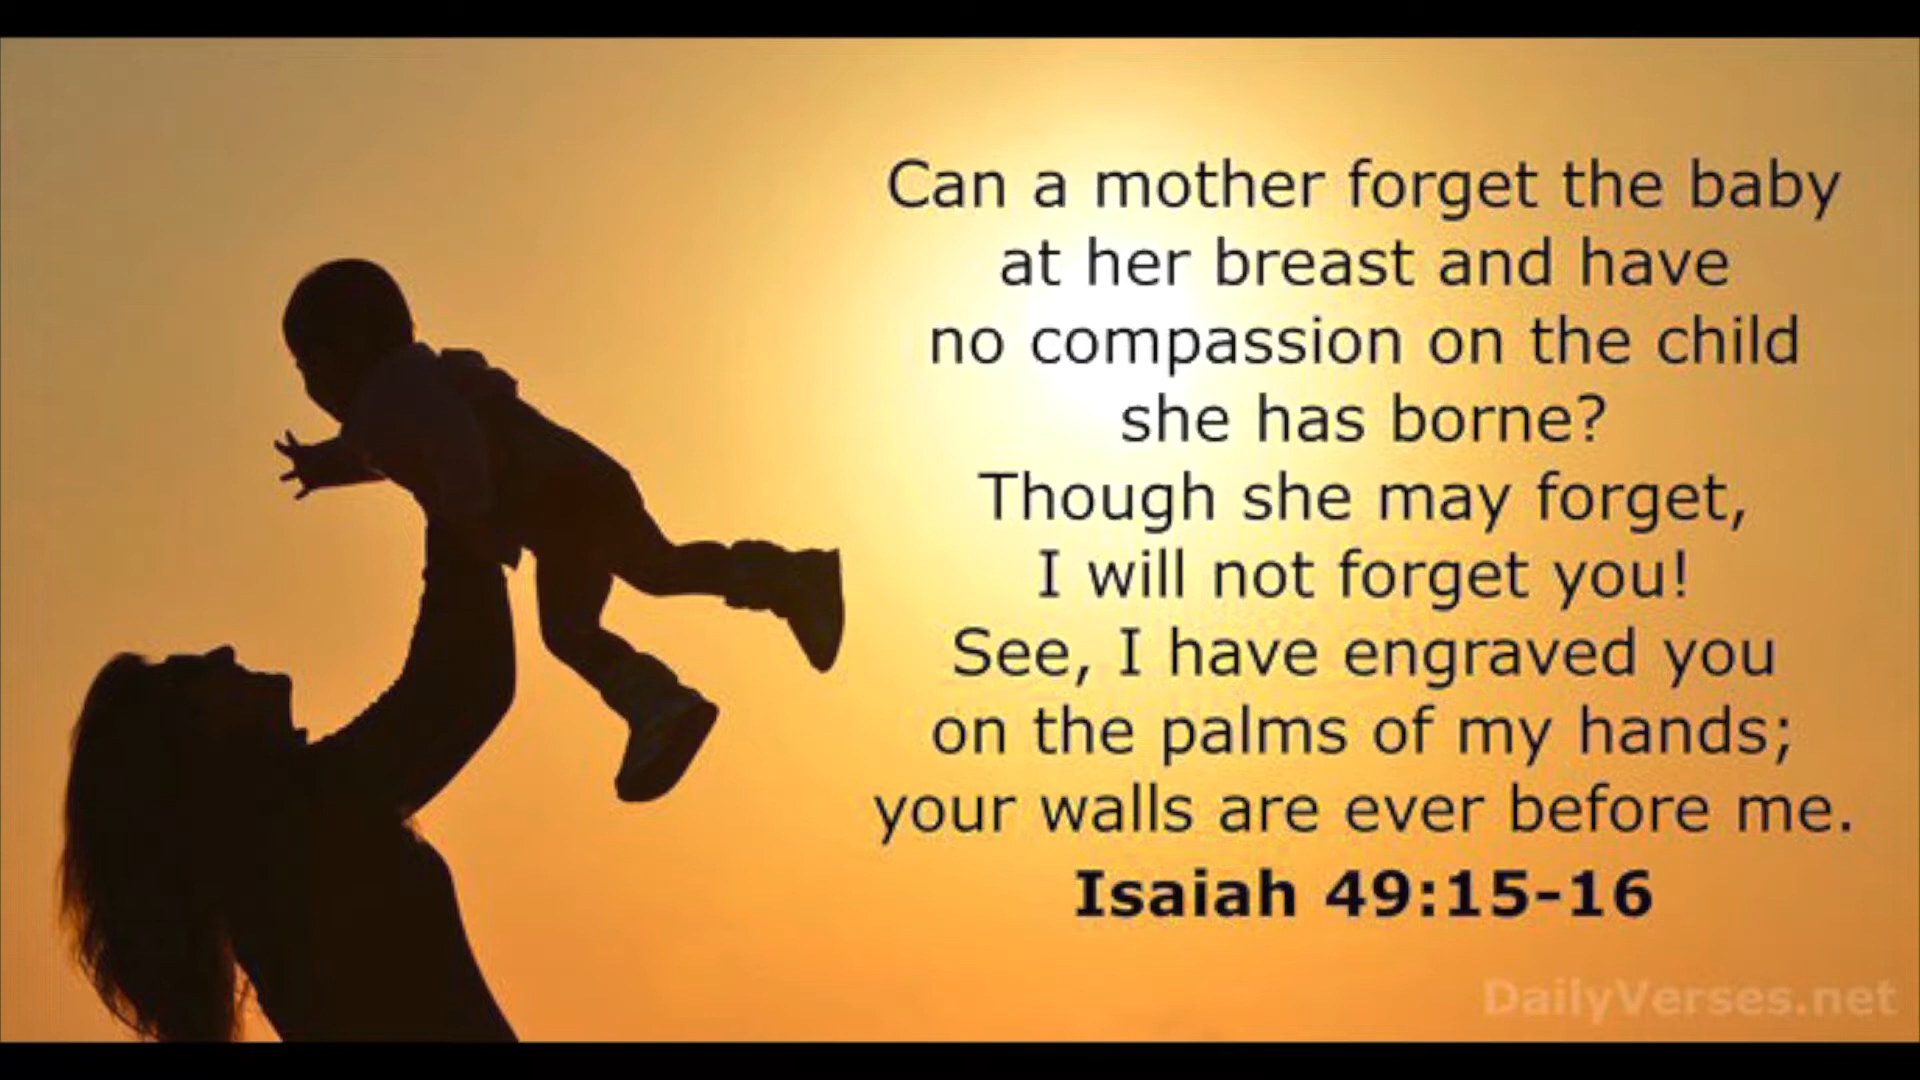 Can a mother forget the baby
at her breast and have
no compassion on the child
she has borne?
Though she may forget,
I will not forget you!
See, I have engraved you
on the palms of my hands;
your walls are ever before me.
Isaiah 49:15-16
DailyVerses.net